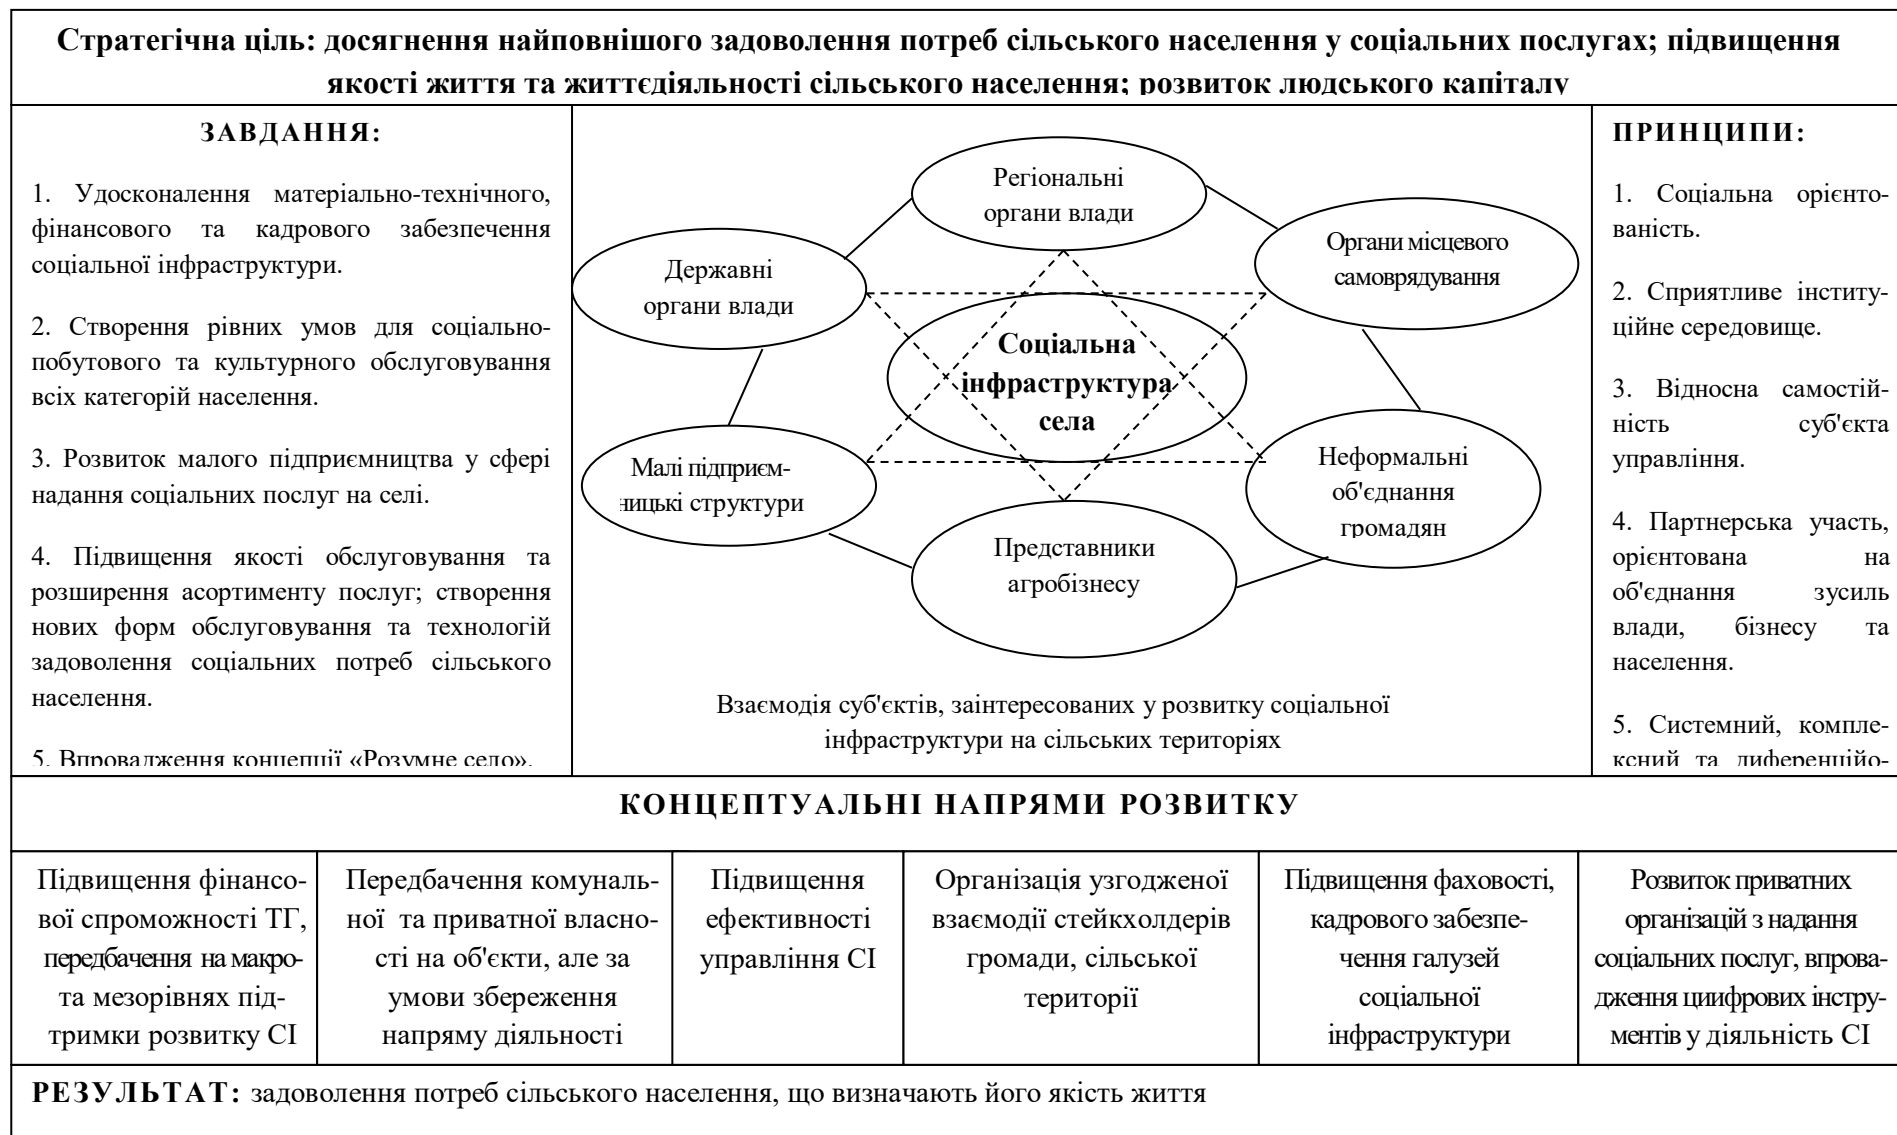 Стратегічна ціль: досягнення найповнішого задоволення потреб сільського населення у соціальних послугах; підвищення
якості життя та життєдіяльності сільського населення; розвиток людського капіталу
ЗАВДАННЯ:
1. Удосконалення матеріально-технічного,
фінансового та кадрового забезпечення
соціальної інфраструктури.
2. Створення рівних умов для соціально-
побутового та культурного обслуговування
всіх категорій населення.
3. Розвиток малого підприємництва у сфері
надання соціальних послуг на селі.
4. Підвищення якості обслуговування та
розширення асортименту послуг; створення
нових форм обслуговування та технологій
задоволення соціальних потреб сільського
населення.
5. Впровадження концепції «Розумне село».
Регіональні
органи влади
Державні
органи влади
Органи місцевого
самоврядування
Соціальна
інфраструктура
села
Малі підприєм-
ницькі структури
Неформальні
об'єднання
громадян
Представники
агробізнесу
Взаємодія суб'єктів, заінтересованих у розвитку соціальної
інфраструктури на сільських територіях
ПРИНЦИПИ:
1. Соціальна орієнто-
ваність.
2. Сприятливе інститу-
ційне середовище.
3. Відносна самостій-
ність суб'єкта
управління.
4. Партнерська участь,
орієнтована на
об'єднання зусиль
влади, бізнесу та
населення.
5. Системний, компле-
ксний та диференційо-
КОНЦЕПТУАЛЬНІ НАПРЯМИ РОЗВИТКУ
Підвищення фінансо-
вої спроможності ТГ,
передбачення на макро-
та мезорівнях під-
тримки розвитку СІ
Передбачення комуналь-
ної та приватної власно-
сті на об'єкти, але за
умови збереження
напряму діяльності
Підвищення
ефективності
управління СІ
Організація узгодженої
взаємодії стейкхолдерів
громади, сільської
території
Підвищення фаховості,
кадрового забезпе-
чення галузей
соціальної
інфраструктури
Розвиток приватних
організацій з надання
соціальних послуг, впрова-
дження циифрових інстру-
ментів у діяльність СІ
РЕЗУЛЬТАТ: задоволення потреб сільського населення, що визначають його якість життя